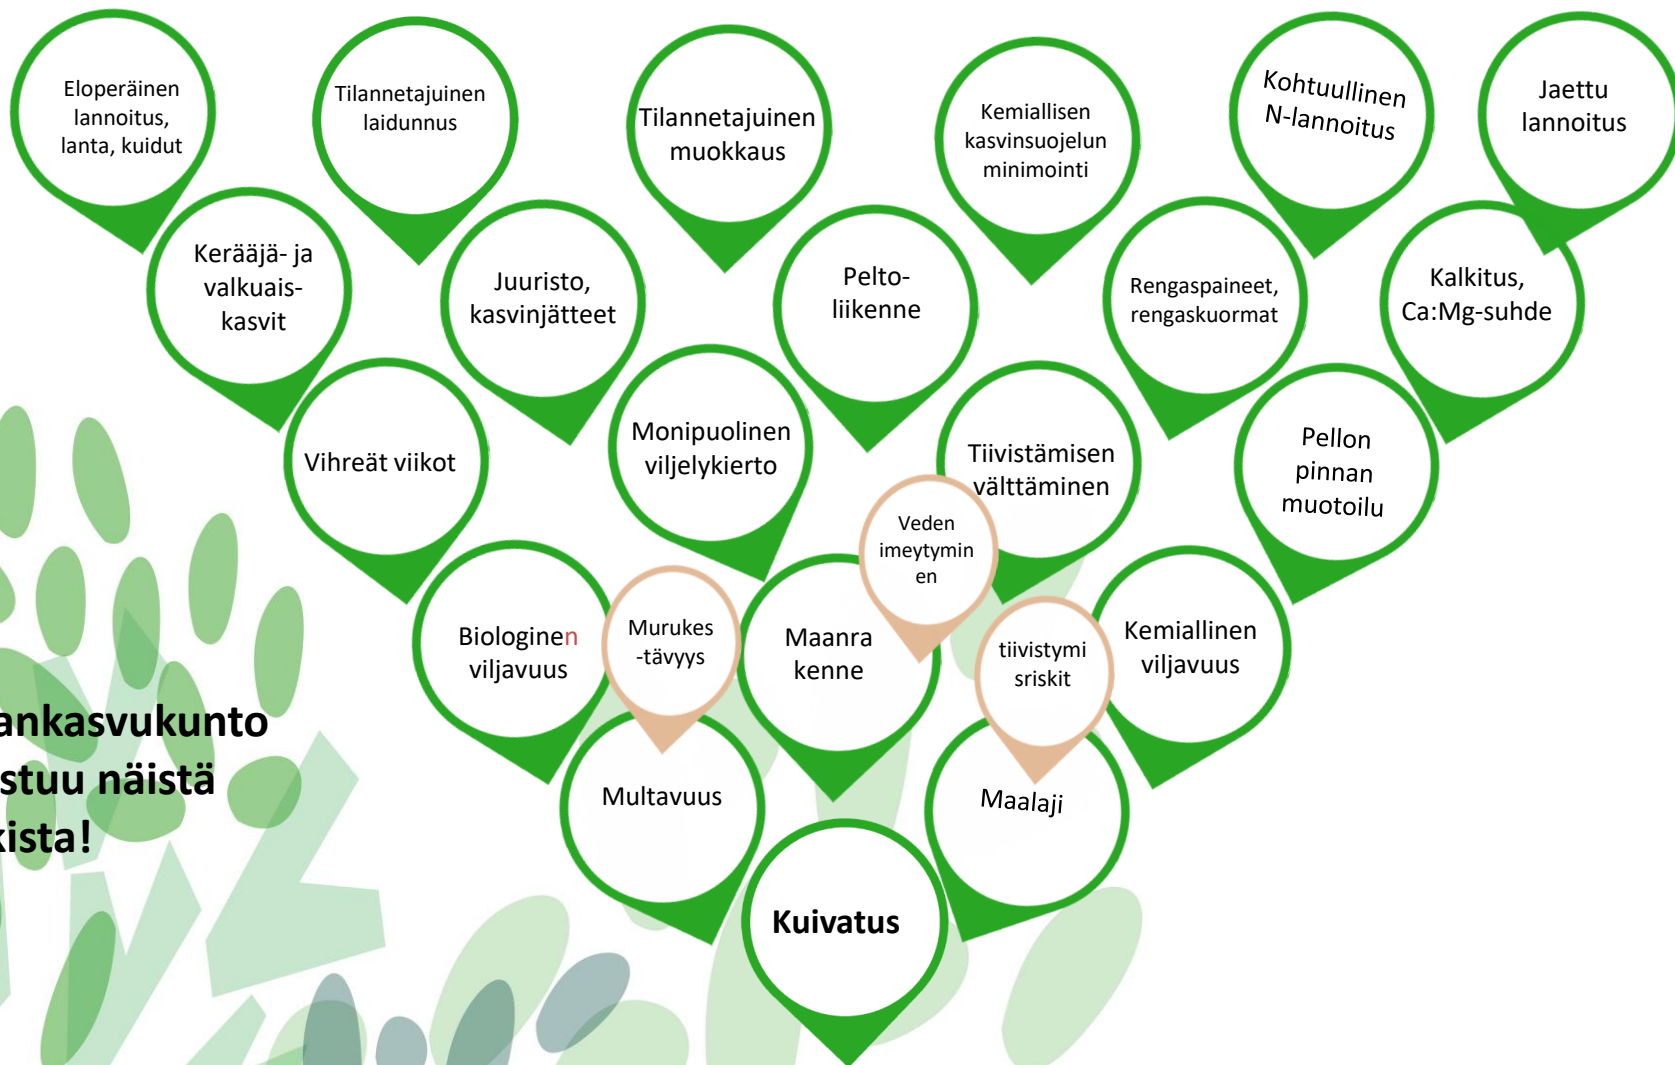 Eloperäinen
lannoitus,
lanta, kuidut
Tilannetajuinen
laidunnus
Tilannetajuinen
muokkaus
Kemiallisen
kasvinsuojelun
minimointi
Kohtuullinen
N-lannoitus
Jaettu
lannoitus
Kerääjä- ja
valkuais-
kasvit
Juuristo,
kasvinjätteet
Pelto-
liikenne
Rengaspaineet,
rengaskuormat
Kalkitus,
Ca:Mg-suhde
Vihreät viikot
Monipuolinen
viljelykierto
Tiivistämisen
välttäminen
Pellon
pinnan
muotoilu
Veden
imeytymin
en
Biologinen
viljavuus
Murukes
-tävyys
Maanra
kenne
tiivistymi
sriskit
Kemiallinen
viljavuus
ankasvukunto
stuu näistä
kista!
Multavuus
Maalaji
Kuivatus